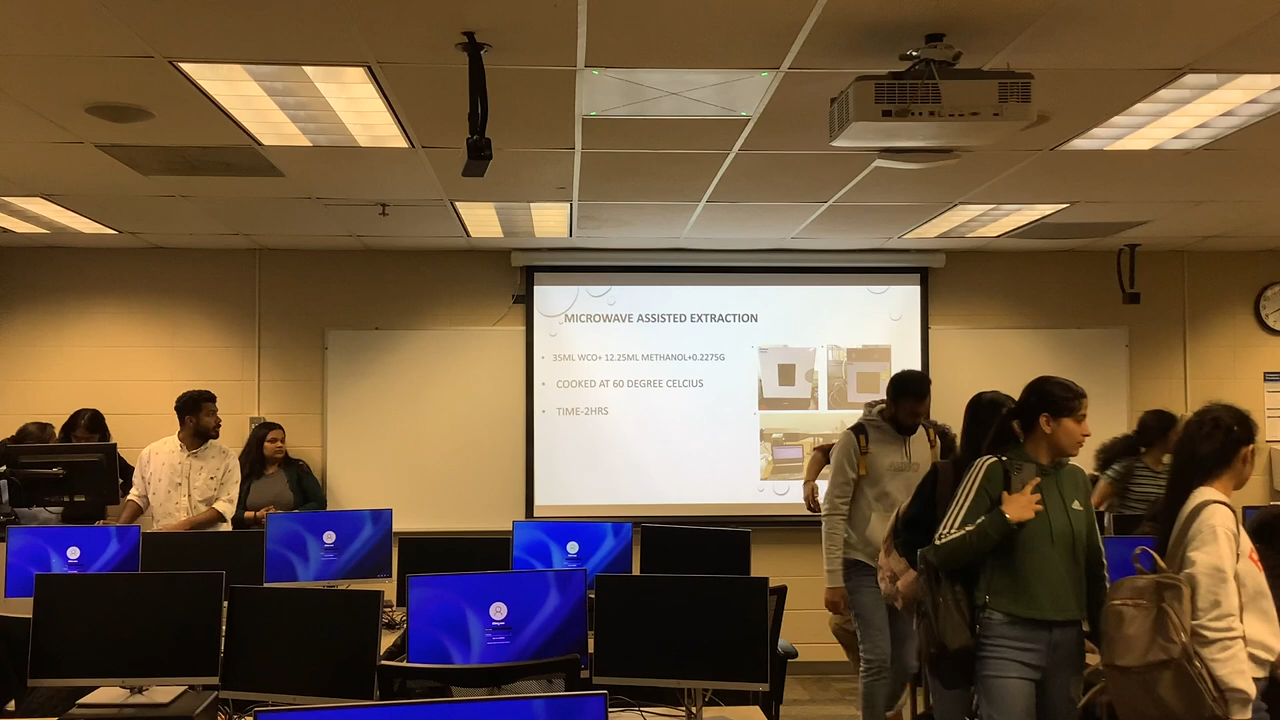 MICROWAVE ASSISTED EXTRACTION
• 35ML WCO+ 12.25ML METHANOL+0.2275G
• COOKED AT 60 DEGREE CELCIUS
• TIME-2HRS